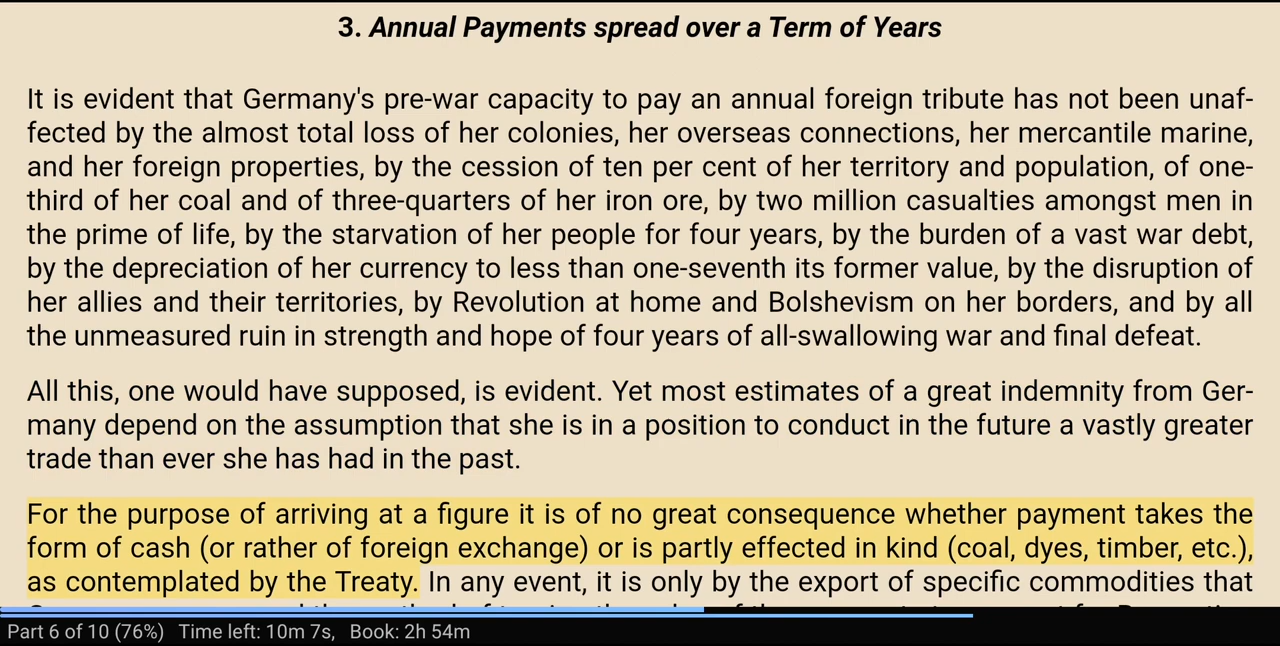 3. Annual Payments spread over a Term of Years
It is evident that Germany's pre-war capacity to pay an annual foreign tribute has not been unaf-
fected by the almost total loss of her colonies, her overseas connections, her mercantile marine,
and her foreign properties, by the cession of ten per cent of her territory and population, of one-
third of her coal and of three-quarters of her iron ore, by two million casualties amongst men in
the prime of life, by the starvation of her people for four years, by the burden of a vast war debt,
by the depreciation of her currency to less than one-seventh its former value, by the disruption of
her allies and their territories, by Revolution at home and Bolshevism on her borders, and by all
the unmeasured ruin in strength and hope of four years of all-swallowing war and final defeat.
All this, one would have supposed, is evident. Yet most estimates of a great indemnity from Ger-
many depend on the assumption that she is in a position to conduct in the future a vastly greater
trade than ever she has had in the past.
For the purpose of arriving at a figure it is of no great consequence whether payment takes the
form of cash (or rather of foreign exchange) or is partly effected in kind (coal, dyes, timber, etc.),
as contemplated by the Treaty. In any event, it is only by the export of specific commodities that
Part 6 of 10 (76%) Time left: 10m 7s, Book: 2h 54m